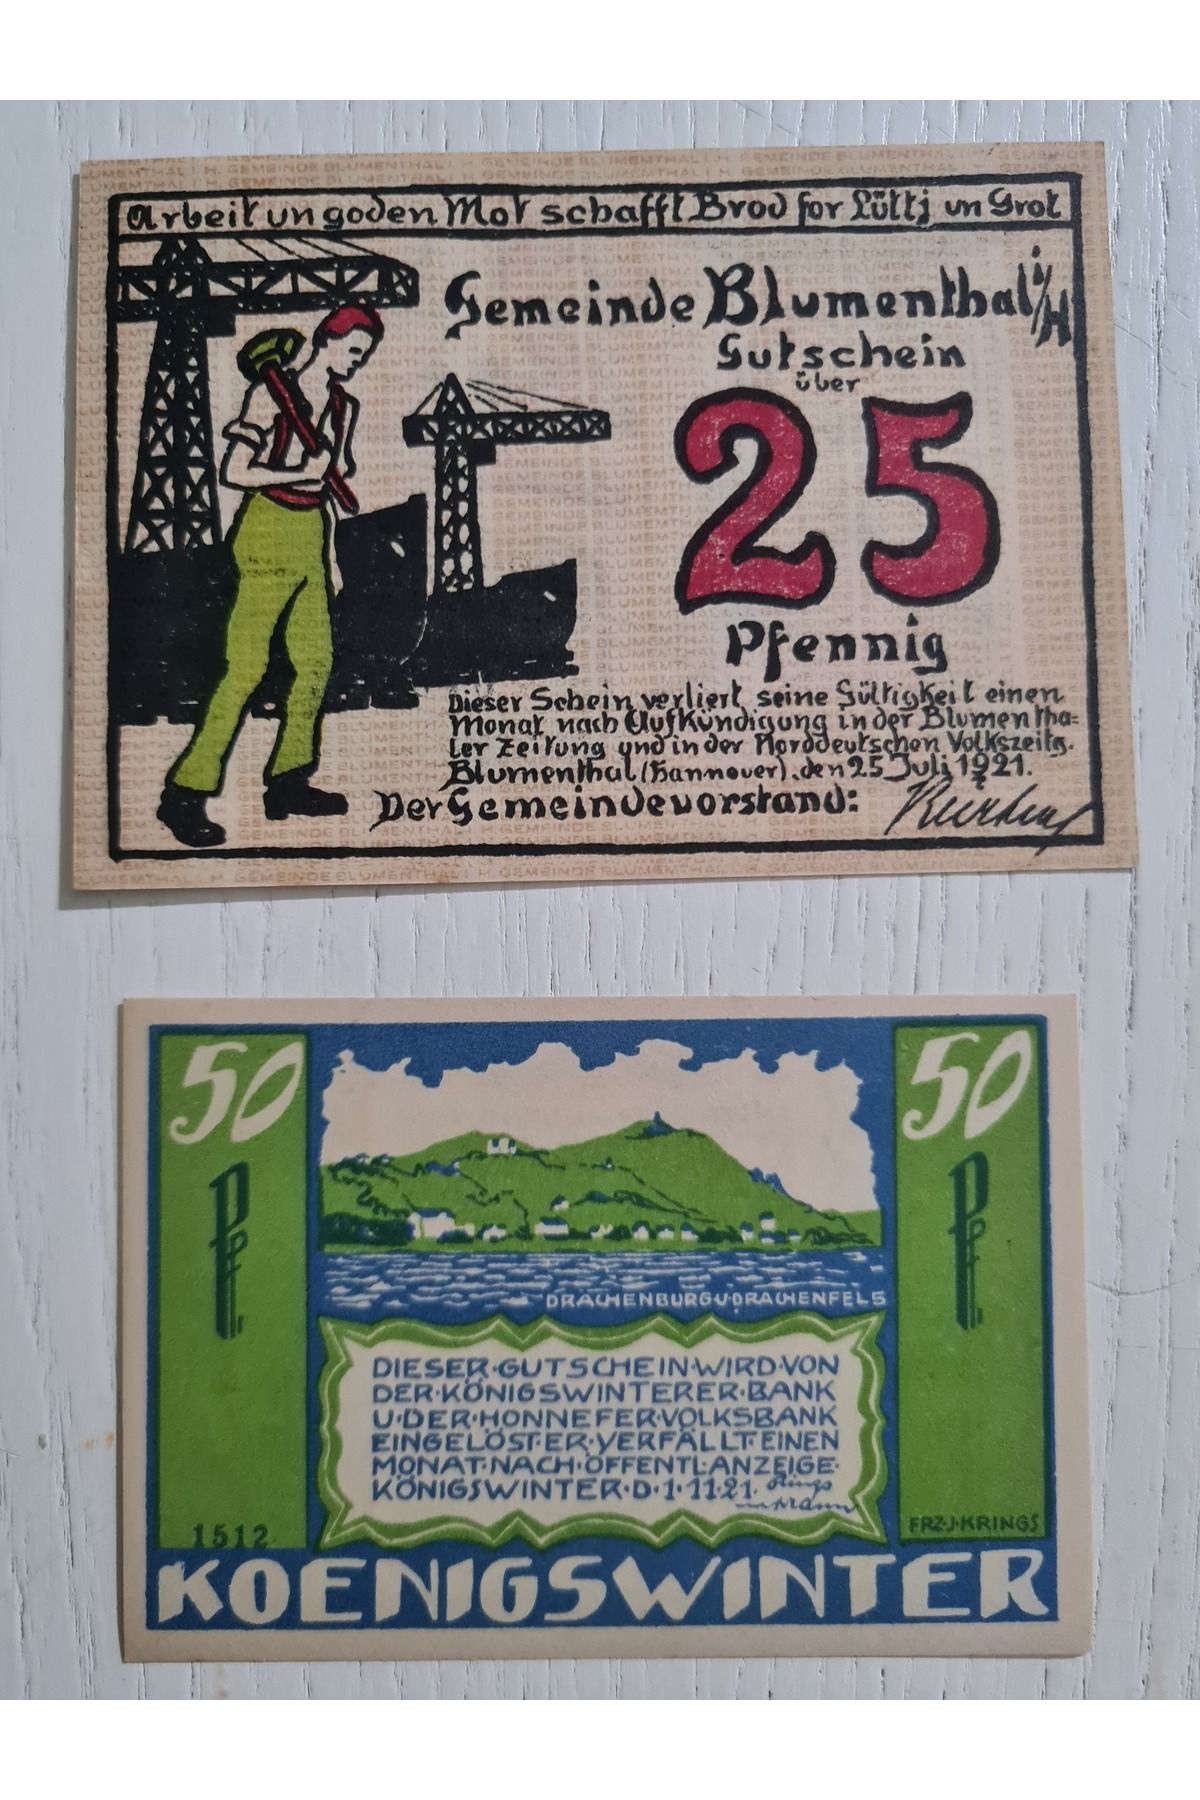 Arbeit un goden Mot schafft Brod for Lüttj un Grot
Gemeinde Blumenthal i/H
Gutschein
über
25
Pfennig
Dieser Schein verliert seine Gültigkeit einen
Monat nach Aufkündigung in der Blumentha=
ler Zeitung und in der Norddeutschen Volkszeitg.
Blumenthal (Hannover), den 25 Juli 1921.
Der Gemeindevorstand:
50
Pf.
50
Pf.
DRACHENBURG U. DRACHENFELS
DIESER·GUTSCHEIN·WIRD·VON
DER·KÖNIGSWINTERER·BANK
U·DER·HONNEFER·VOLKSBANK
EINGELÖST·ER·VERFÄLLT·EINEN
MONAT·NACH·ÖFFENTL·ANZEIGE·
KÖNIGSWINTER·D·1·11·21.
1512
FRZ·J·KRINGS
KOENIGSWINTER